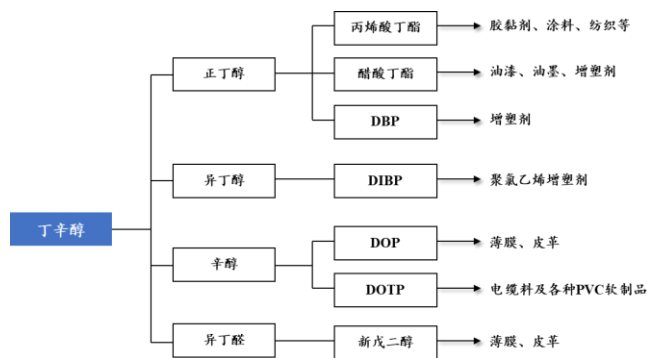 丙烯酸丁酯
胶黏剂、涂料、纺织等
正丁醇
醋酸丁酯
油漆、油墨、增塑剂
DBP
增塑剂
异丁醇
DIBP
聚氯乙烯增塑剂
丁辛醇
DOP
薄膜、皮革
辛醇
DOTP
电缆料及各种PVC软制品
异丁醛
新戊二醇
薄膜、皮革